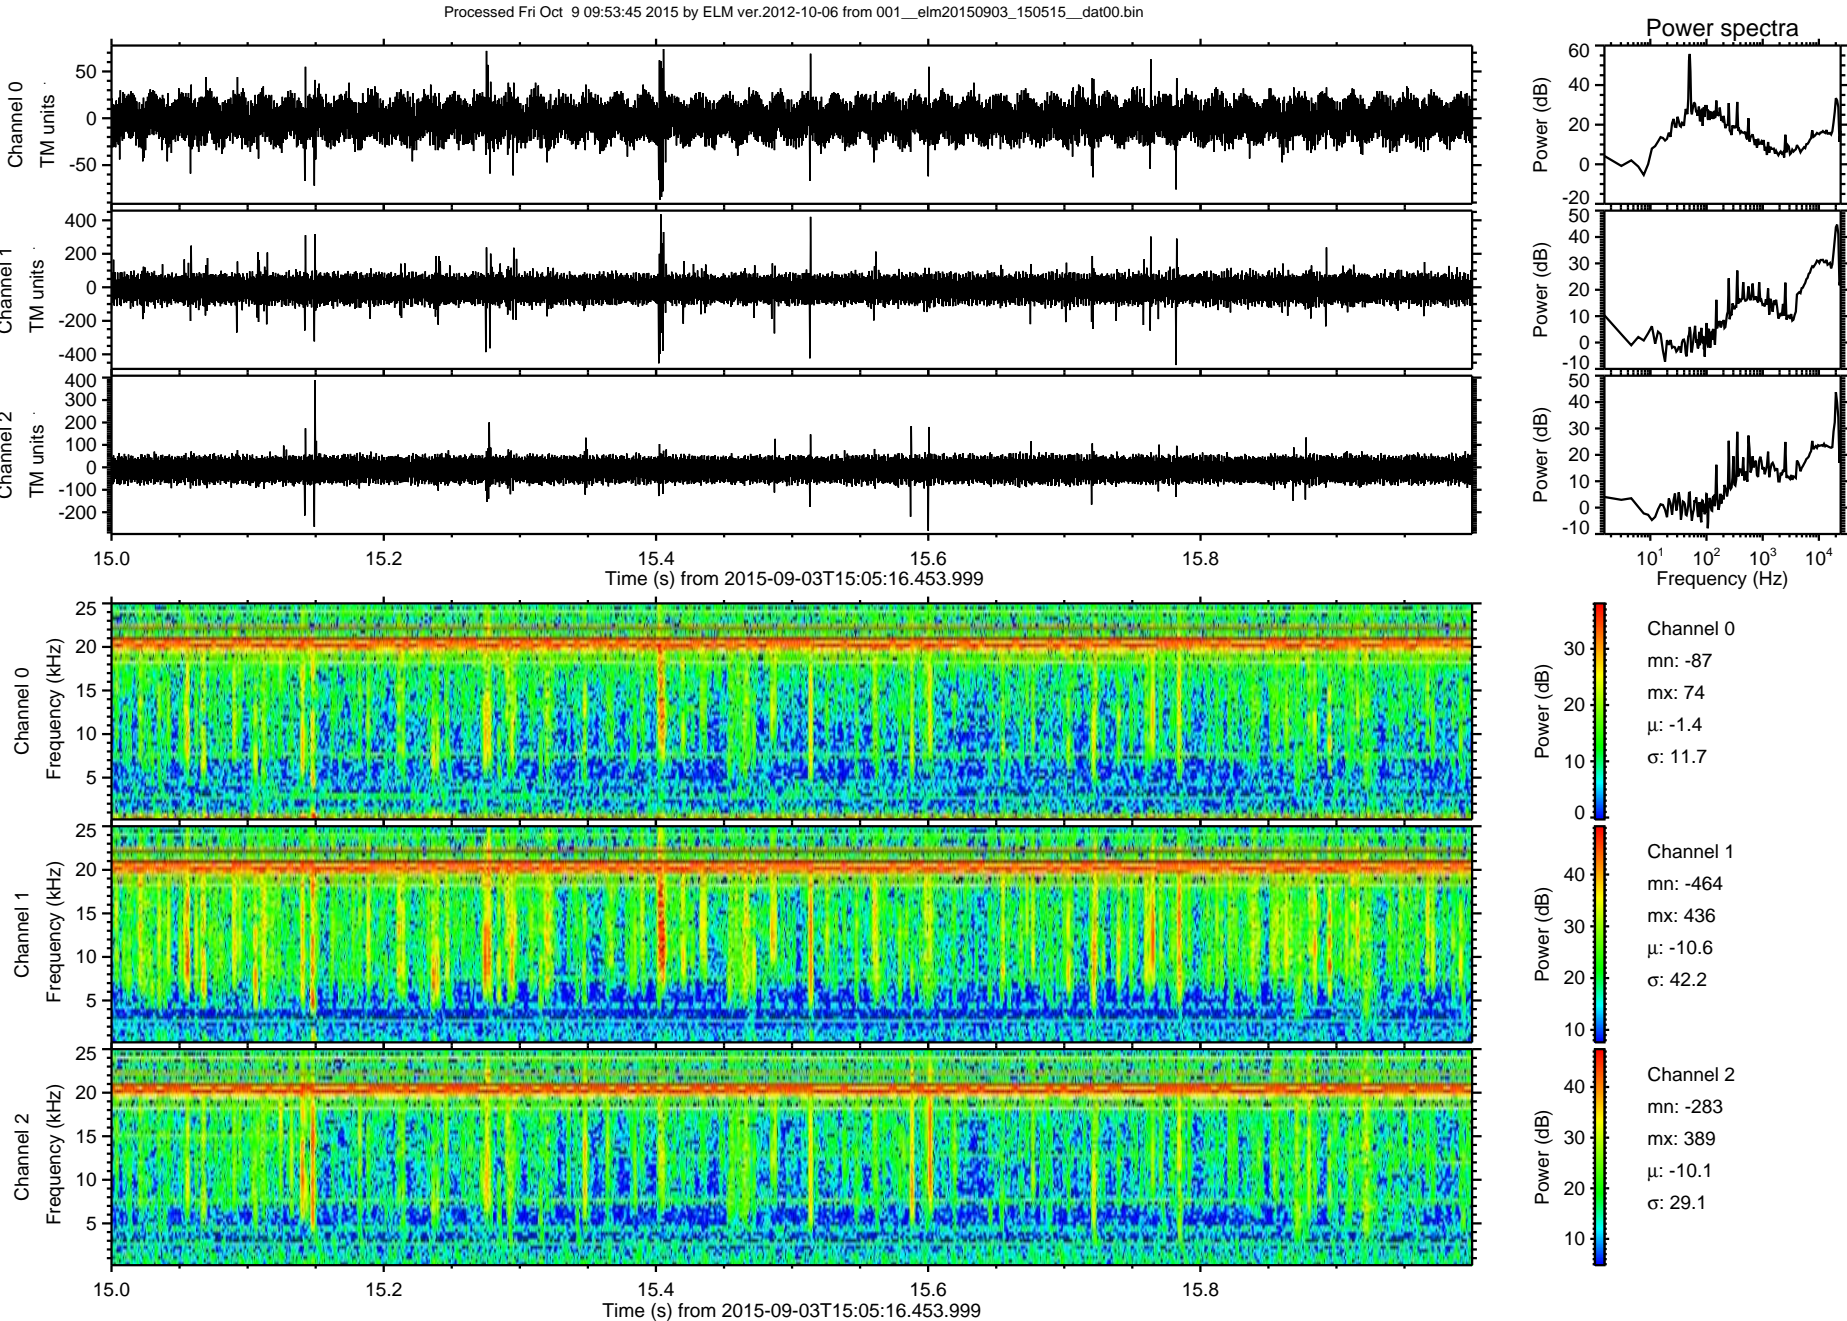 Processed Fri Oct  9 09:53:45 2015 by ELM ver.2012-10-06 from 001__elm20150903_150515__dat00.bin
Power spectra
Channel 0
TM units
50
0
-50
Power (dB)
60
40
20
0
-20
Channel 1
TM units
400
200
0
-200
-400
Power (dB)
50
40
30
20
10
0
-10
Channel 2
TM units
400
300
200
100
0
-100
-200
Power (dB)
50
40
30
20
10
0
-10
15.0 15.2 15.4 15.6 15.8
Time (s) from 2015-09-03T15:05:16.453.999
10¹ 10² 10³ 10⁴
Frequency (Hz)
Channel 0
Frequency (kHz)
25
20
15
10
5
Power (dB)
30
20
10
0
Channel 0
mn: -87
mx: 74
μ: -1.4
σ: 11.7
Channel 1
Frequency (kHz)
25
20
15
10
5
Power (dB)
40
30
20
10
Channel 1
mn: -464
mx: 436
μ: -10.6
σ: 42.2
Channel 2
Frequency (kHz)
25
20
15
10
5
Power (dB)
40
30
20
10
Channel 2
mn: -283
mx: 389
μ: -10.1
σ: 29.1
15.0 15.2 15.4 15.6 15.8
Time (s) from 2015-09-03T15:05:16.453.999